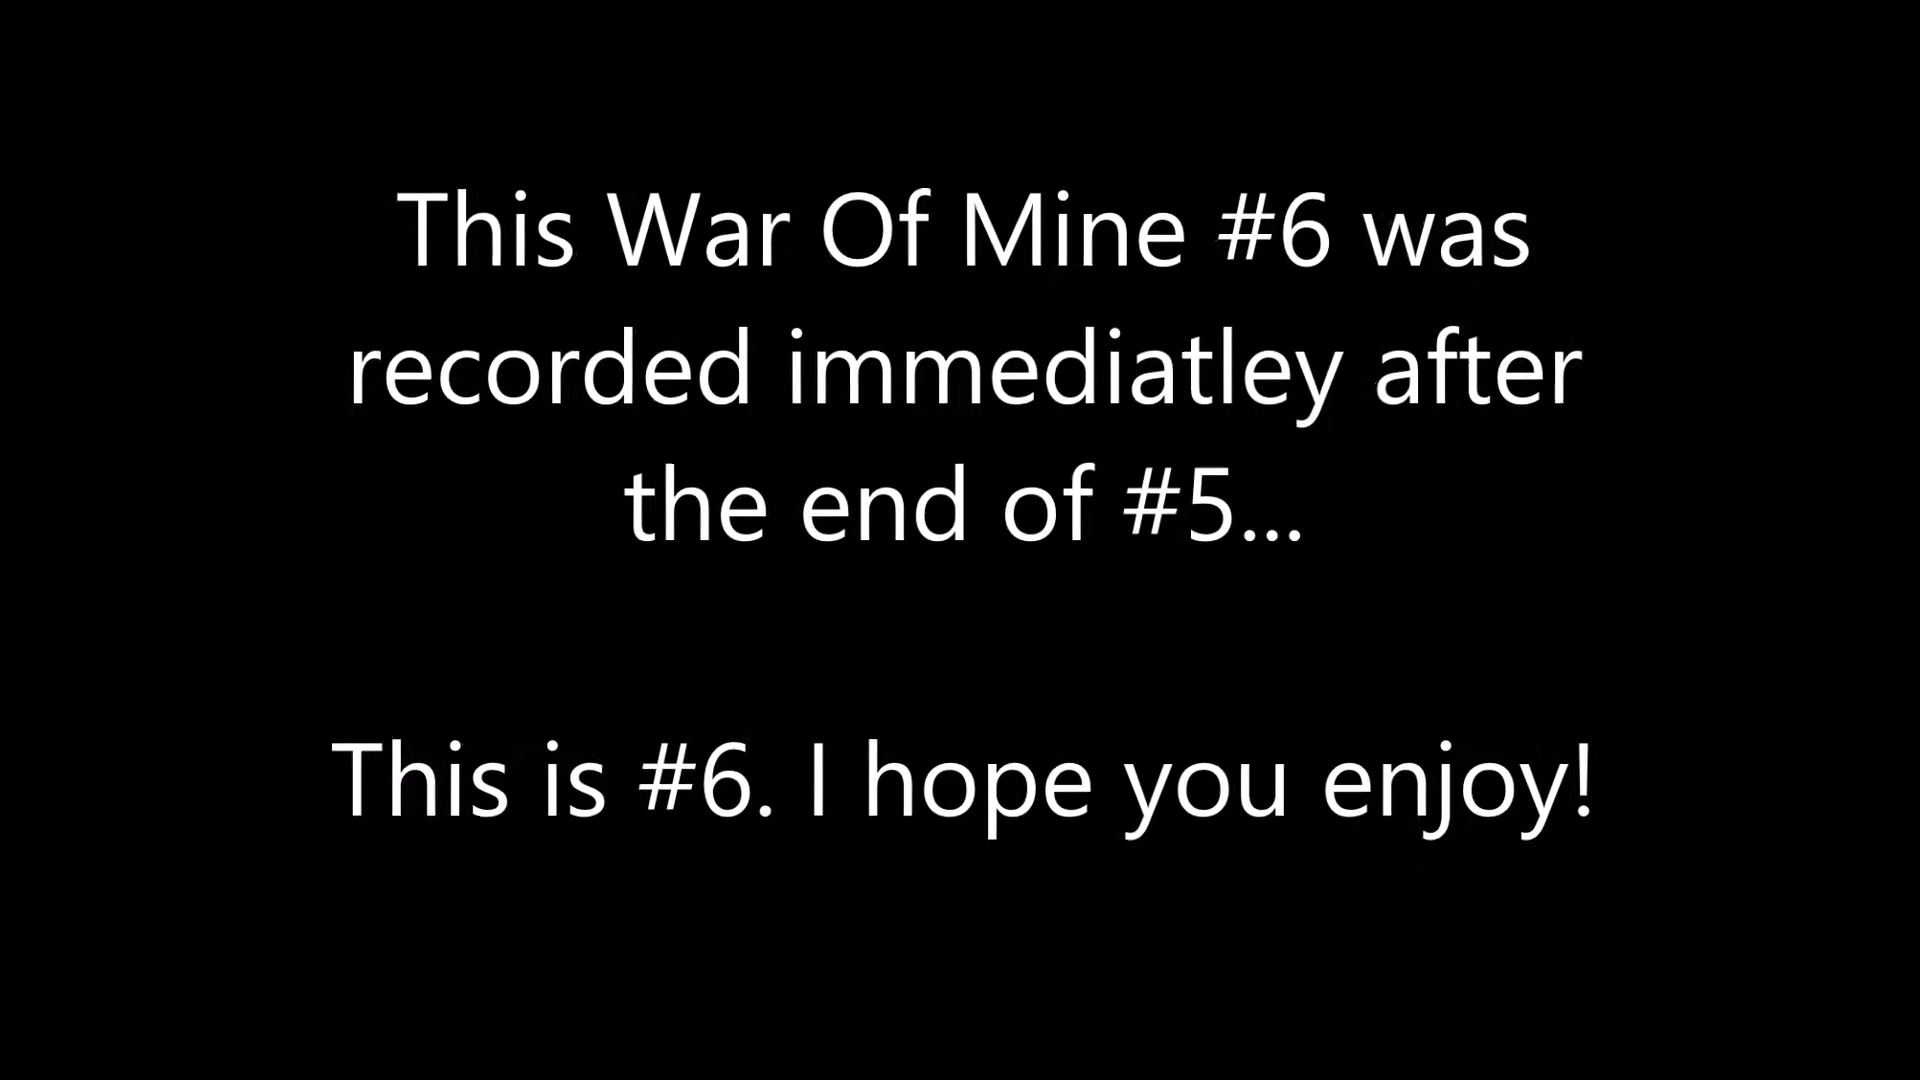 This War Of Mine #6 was
recorded immediatley after
the end of #5...
This is #6. I hope you enjoy!